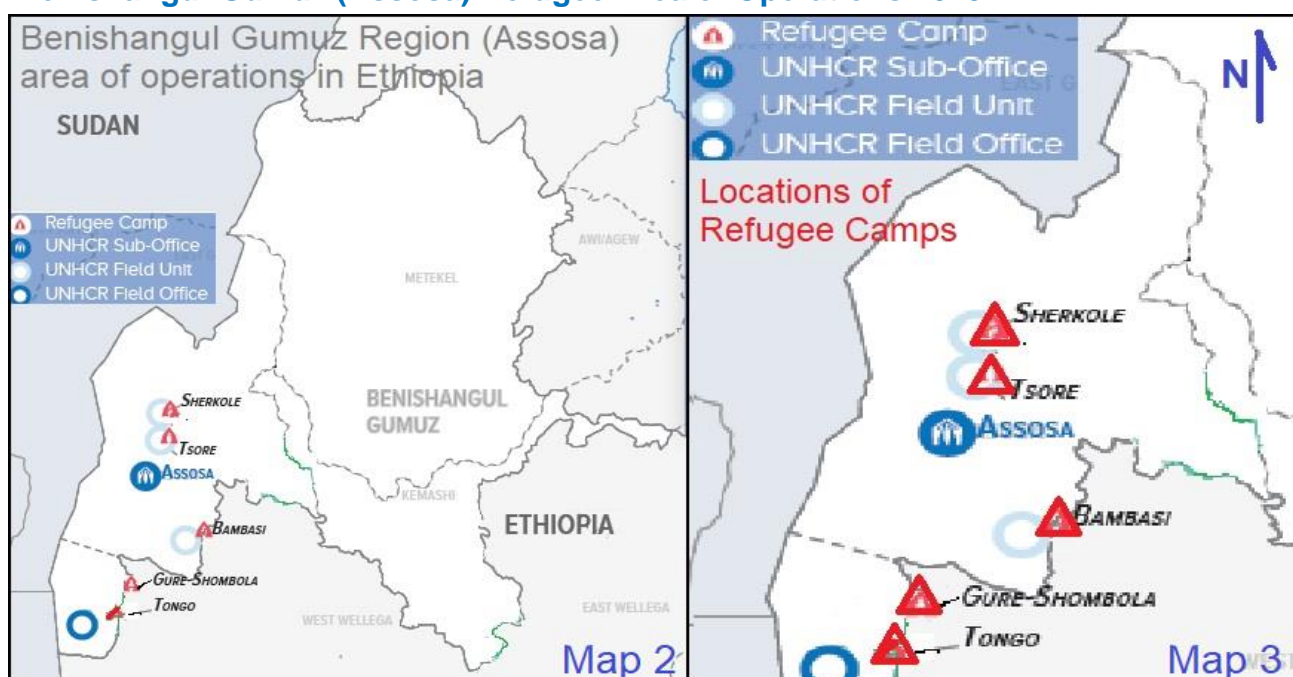 Benishangul Gumuz Region (Assosa)
area of operations in Ethiopia
SUDAN
Refugee Camp
UNHCR Sub-Office
UNHCR Field Unit
UNHCR Field Office
AWI/AGEW
METEKEL
BENISHANGUL
GUMUZ
SHERKOLE
TSORE
ASSOSA
KEMASHI
ETHIOPIA
BAMBASI
GURE-SHOMBOLA
TONGO
WEST WELLEGA
EAST WELLEGA
Map 2
Refugee Camp
UNHCR Sub-Office
UNHCR Field Unit
UNHCR Field Office
N
Locations of
Refugee Camps
SHERKOLE
TSORE
ASSOSA
BAMBASI
GURE-SHOMBOLA
TONGO
Map 3
WEST